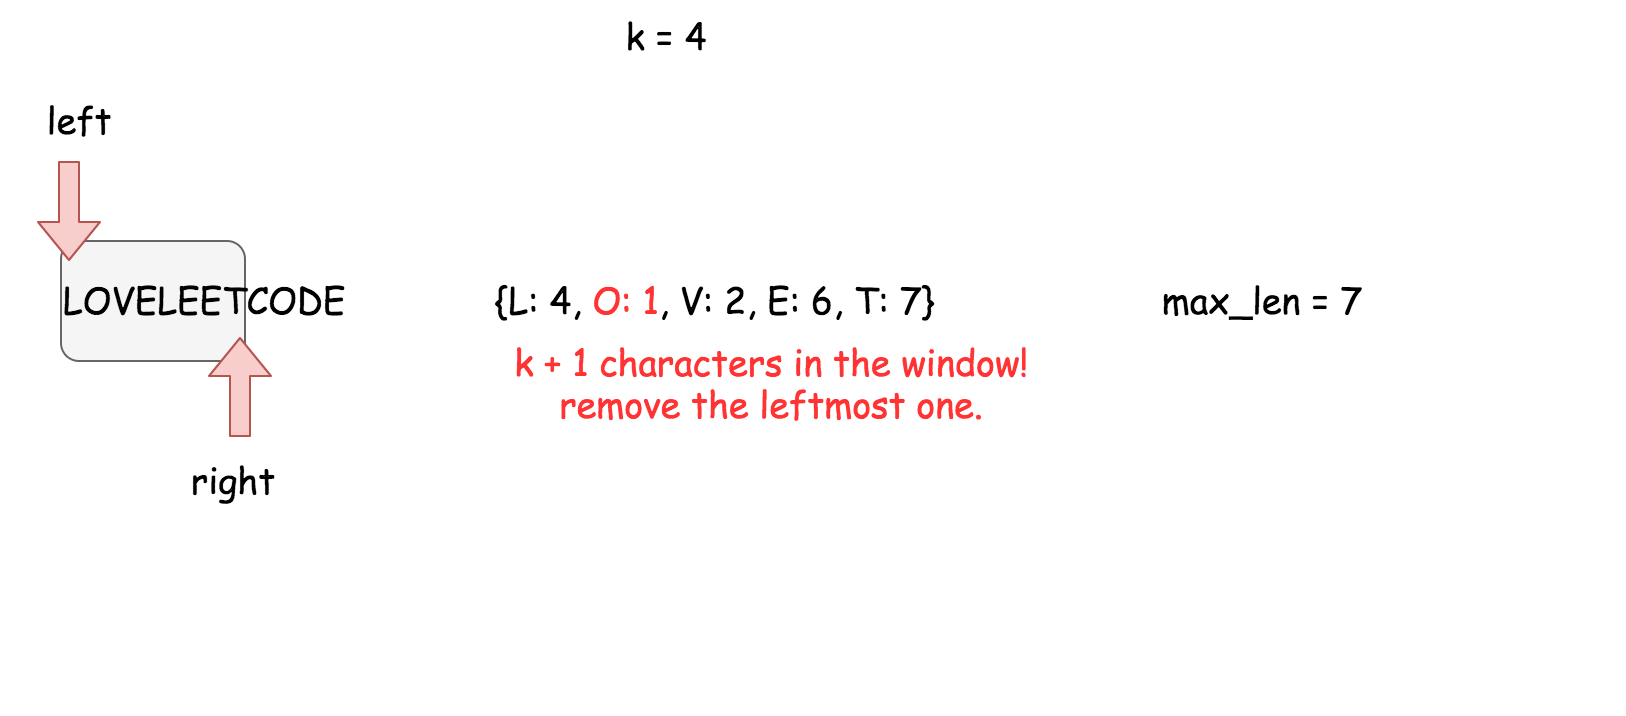 k = 4
left
LOVELEETCODE
{L: 4, O: 1, V: 2, E: 6, T: 7}
max_len = 7
k + 1 characters in the window!
remove the leftmost one.
right